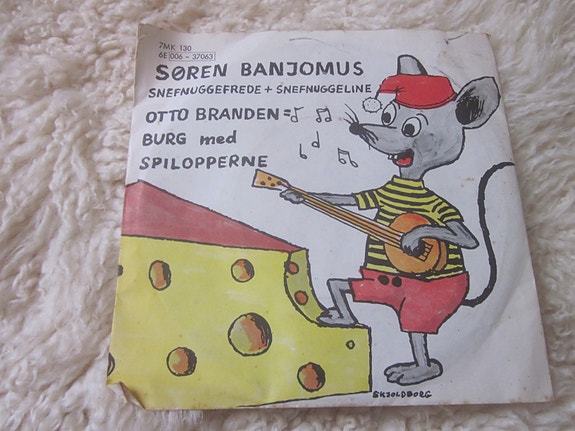 7MK 130
6E 006 - 37063
SØREN BANJOMUS
SNEFNUGGEFREDE + SNEFNUGGELINE
OTTO BRANDEN=
BURG med
SPILOPPERNE
SKJOLDBORG